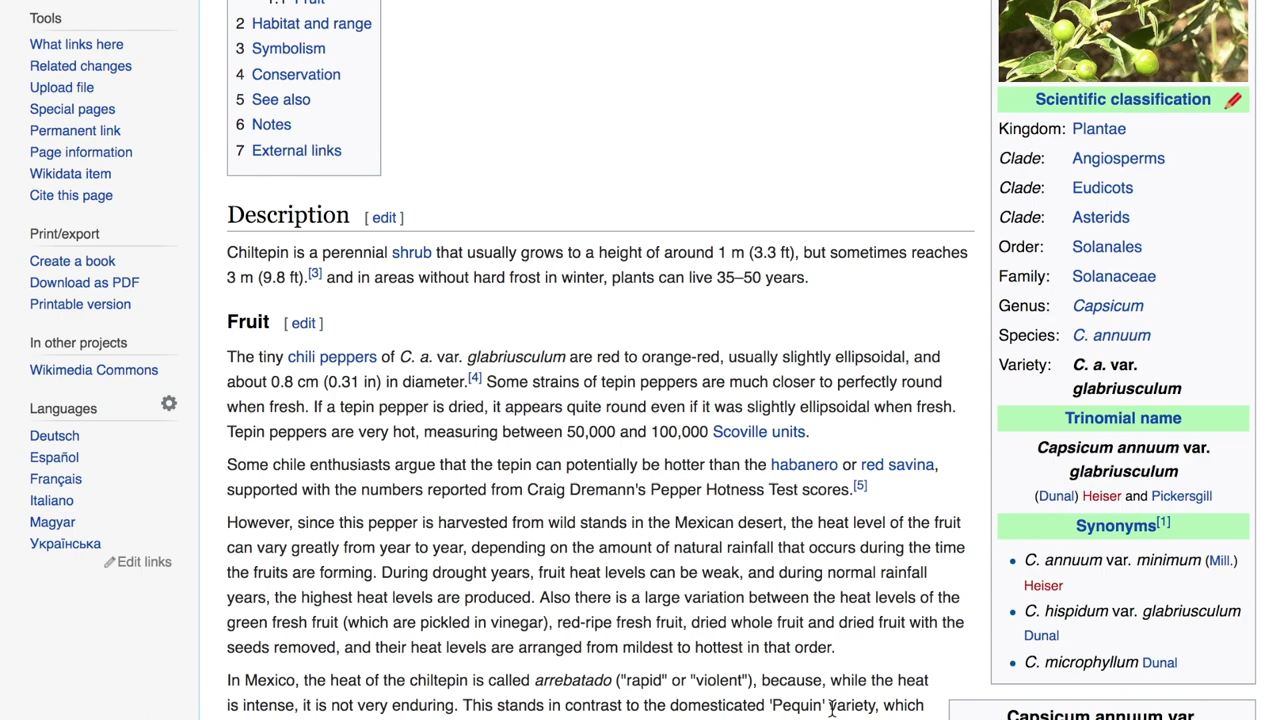 Tools
What links here
Related changes
Upload file
Special pages
Permanent link
Page information
Wikidata item
Cite this page
Print/export
Create a book
Download as PDF
Printable version
In other projects
Wikimedia Commons
Languages
Deutsch
Español
Français
Italiano
Magyar
Українська
Edit links
1.1 Fruit
2 Habitat and range
3 Symbolism
4 Conservation
5 See also
6 Notes
7 External links
Description [ edit ]
Chiltepin is a perennial shrub that usually grows to a height of around 1 m (3.3 ft), but sometimes reaches
3 m (9.8 ft).[3] and in areas without hard frost in winter, plants can live 35–50 years.
Fruit [ edit ]
The tiny chili peppers of C. a. var. glabriusculum are red to orange-red, usually slightly ellipsoidal, and
about 0.8 cm (0.31 in) in diameter.[4] Some strains of tepin peppers are much closer to perfectly round
when fresh. If a tepin pepper is dried, it appears quite round even if it was slightly ellipsoidal when fresh.
Tepin peppers are very hot, measuring between 50,000 and 100,000 Scoville units.
Some chile enthusiasts argue that the tepin can potentially be hotter than the habanero or red savina,
supported with the numbers reported from Craig Dremann's Pepper Hotness Test scores.[5]
However, since this pepper is harvested from wild stands in the Mexican desert, the heat level of the fruit
can vary greatly from year to year, depending on the amount of natural rainfall that occurs during the time
the fruits are forming. During drought years, fruit heat levels can be weak, and during normal rainfall
years, the highest heat levels are produced. Also there is a large variation between the heat levels of the
green fresh fruit (which are pickled in vinegar), red-ripe fresh fruit, dried whole fruit and dried fruit with the
seeds removed, and their heat levels are arranged from mildest to hottest in that order.
In Mexico, the heat of the chiltepin is called arrebatado ("rapid" or "violent"), because, while the heat
is intense, it is not very enduring. This stands in contrast to the domesticated 'Pequin' variety, which
Scientific classification
Kingdom: Plantae
Clade: Angiosperms
Clade: Eudicots
Clade: Asterids
Order: Solanales
Family: Solanaceae
Genus: Capsicum
Species: C. annuum
Variety: C. a. var.
glabriusculum
Trinomial name
Capsicum annuum var.
glabriusculum
(Dunal) Heiser and Pickersgill
Synonyms[1]
• C. annuum var. minimum (Mill.)
Heiser
• C. hispidum var. glabriusculum
Dunal
• C. microphyllum Dunal
Capsicum annuum var.